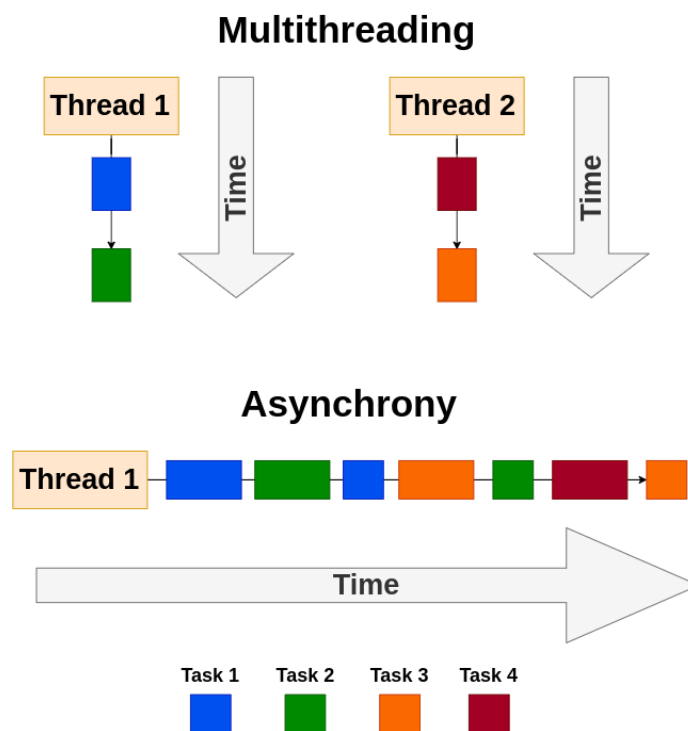 Multithreading
Thread 1
Time
Thread 2
Time
Asynchrony
Thread 1
Time
Task 1 Task 2 Task 3 Task 4